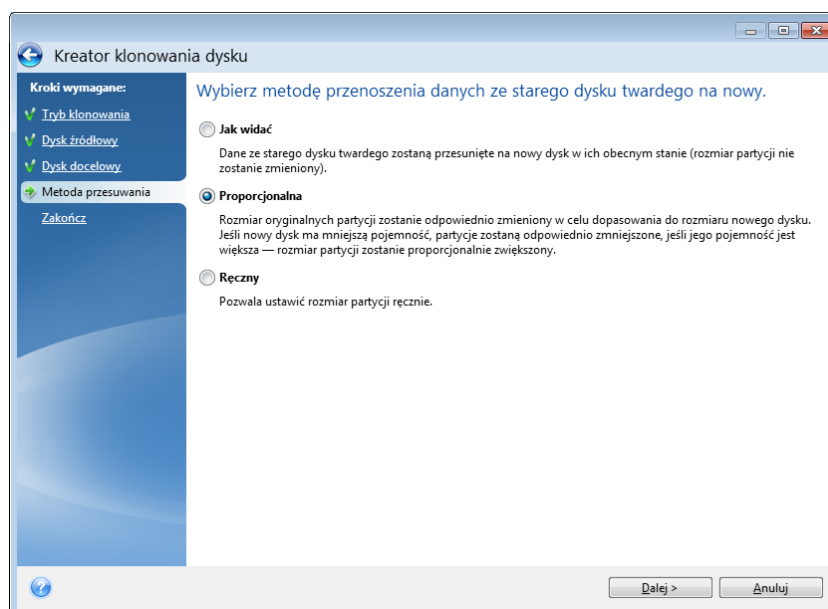 Kreator klonowania dysku
Kroki wymagane:
Tryb klonowania
Dysk źródłowy
Dysk docelowy
Metoda przesuwania
Zakończ
Wybierz metodę przenoszenia danych ze starego dysku twardego na nowy.
Jak widać
Dane ze starego dysku twardego zostaną przesunięte na nowy dysk w ich obecnym stanie (rozmiar partycji nie
zostanie zmieniony).
Proporcjonalna
Rozmiar oryginalnych partycji zostanie odpowiednio zmieniony w celu dopasowania do rozmiaru nowego dysku.
Jeśli nowy dysk ma mniejszą pojemność, partycje zostaną odpowiednio zmniejszone, jeśli jego pojemność jest
większa — rozmiar partycji zostanie proporcjonalnie zwiększony.
Ręczny
Pozwala ustawić rozmiar partycji ręcznie.
Dalej >
Anuluj